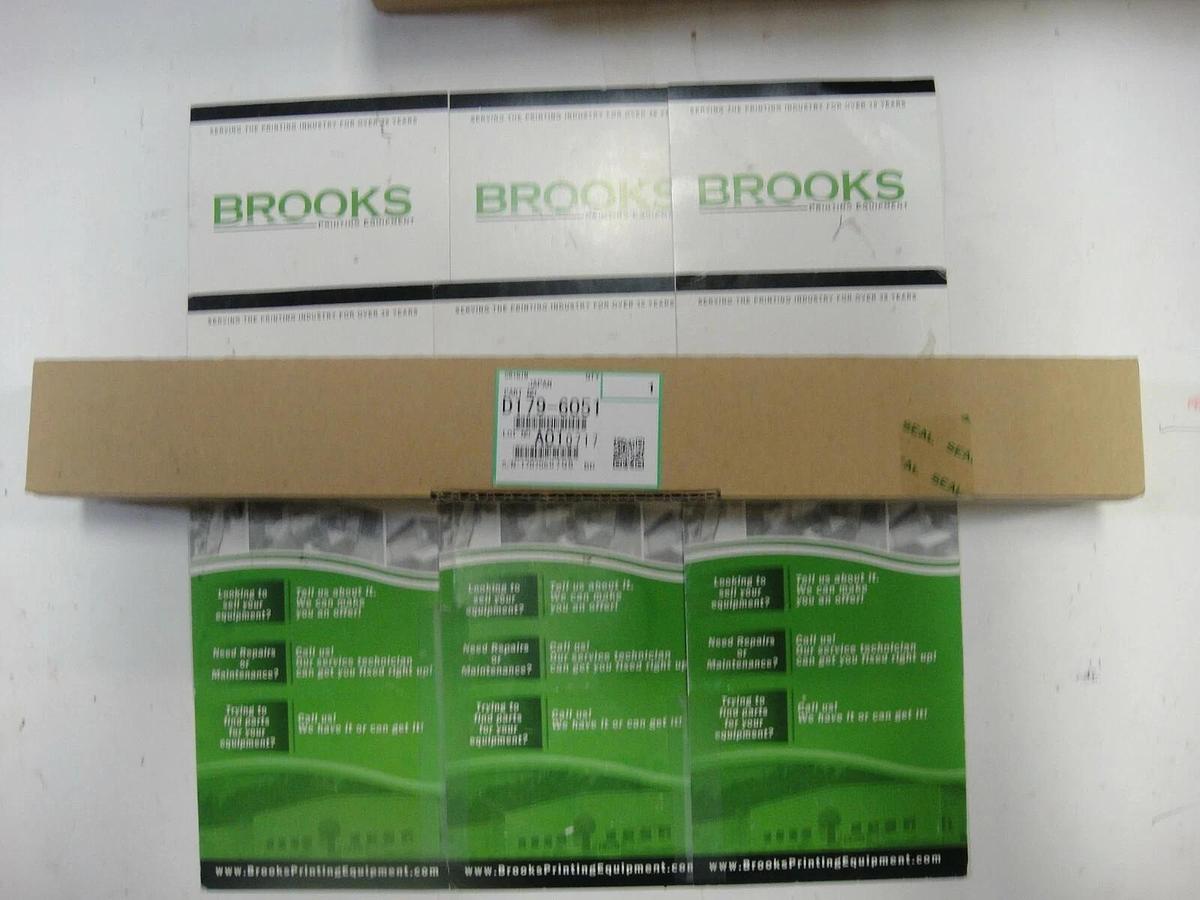 SERVING THE PRINTING INDUSTRY FOR OVER 30 YEARS
BROOKS
PRINTING EQUIPMENT
SERVING THE PRINTING INDUSTRY FOR OVER 30 YE
BROOKS
PRINTING EQUIPMENT
SERVING THE PRINTING INDUSTRY FOR OVER 30 YEARS
BROOKS
PRINTING EQUIPMENT
SERVING THE PRINTING INDUSTRY FOR OVER 30 YEARS
SERVING THE PRINTING INDUSTRY FOR OVER 30 YEARS
SERVING THE PRINTING INDUSTRY FOR OVER 30 YEARS
ORIGIN
JAPAN
QTY
1
PART NO
D179-6051
LOT NO
A010717
SEAL SEAL
AL SEAL
Looking to
sell your
equipment?
Tell us about it.
We can make
you an offer!
Need Repairs
or
Maintenance?
Call us!
Our service technician
can get you fixed right up!
Trying to
find parts
for your
equipment?
Call us!
We have it or can get it!
www.BrooksPrintingEquipment.com
Looking to
sell your
equipment?
Tell us about it.
We can make
you an offer!
Need Repairs
or
Maintenance?
Call us!
Our service technician
can get you fixed right up
Trying to
find parts
for your
equipment?
Call us!
We have it or can get it!
www.BrooksPrintingEquipment.com
Looking to
sell your
equipment?
Tell us about it.
We can make
you an offer!
Need Repairs
or
Maintenance?
Call us!
Our service technician
can get you fixed right up!
Trying to
find parts
for your
equipment?
Call us!
We have it or can get it!
www.BrooksPrintingEquipment.com